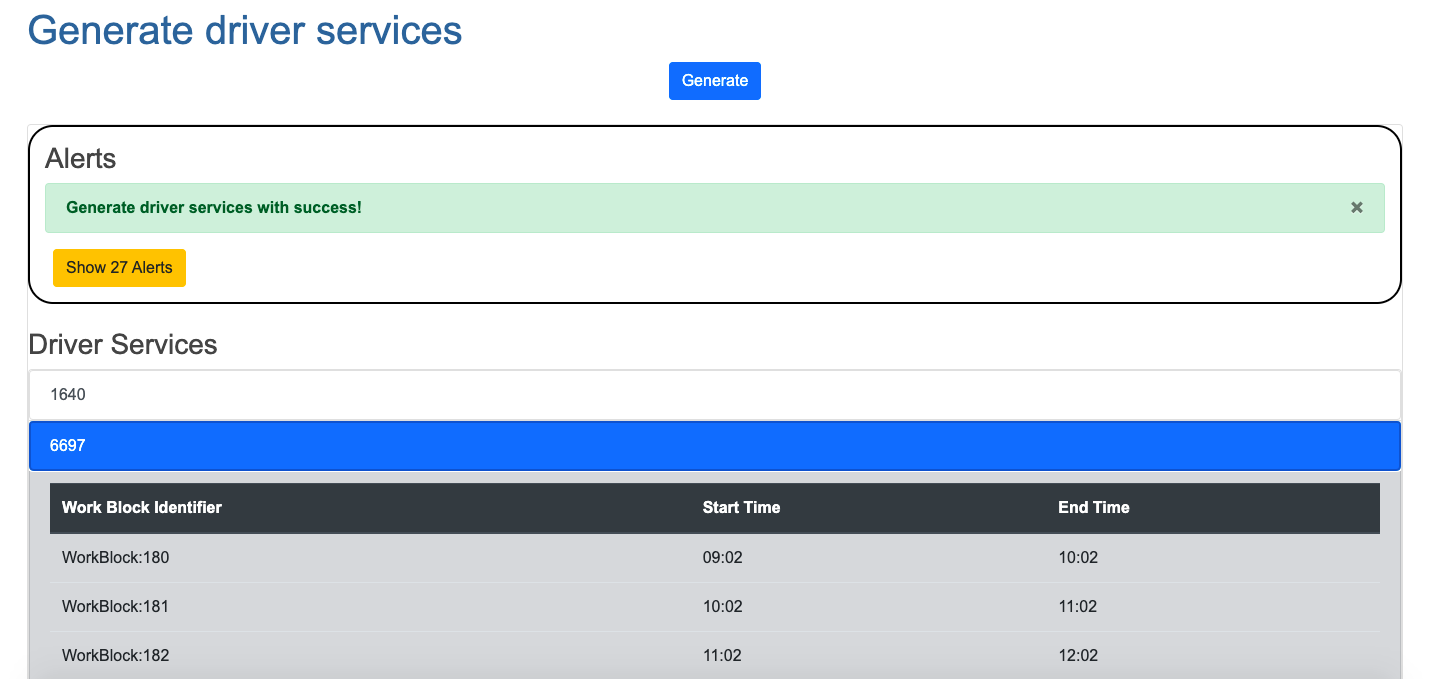 Generate driver services
Generate
Alerts
Generate driver services with success!
×
Show 27 Alerts
Driver Services
1640
6697
Work Block Identifier Start Time End Time
WorkBlock:180 09:02 10:02
WorkBlock:181 10:02 11:02
WorkBlock:182 11:02 12:02